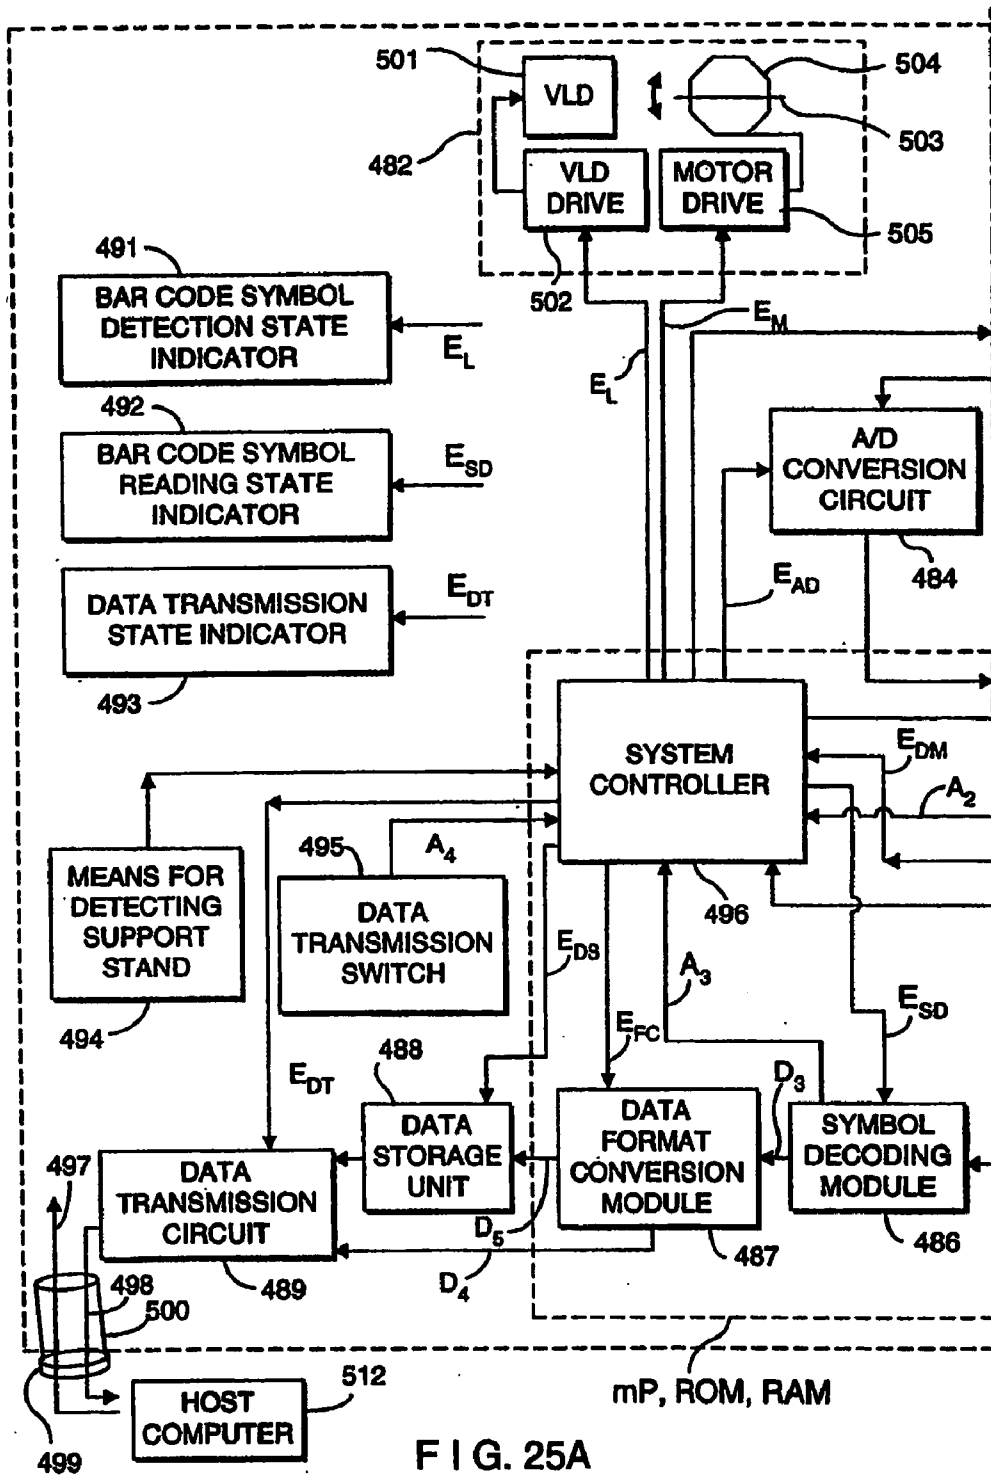 501
VLD
504
503
482
VLD
DRIVE
MOTOR
DRIVE
505
502
491
BAR CODE SYMBOL
DETECTION STATE
INDICATOR
E_L
E_M
E_L
492
BAR CODE SYMBOL
READING STATE
INDICATOR
E_SD
A/D
CONVERSION
CIRCUIT
484
E_AD
DATA TRANSMISSION
STATE INDICATOR
E_DT
493
SYSTEM
CONTROLLER
E_DM
A_2
496
MEANS FOR
DETECTING
SUPPORT
STAND
494
495
A_4
DATA
TRANSMISSION
SWITCH
E_DS
A_3
E_SD
E_FC
E_DT
488
DATA
STORAGE
UNIT
DATA
FORMAT
CONVERSION
MODULE
D_3
SYMBOL
DECODING
MODULE
497
DATA
TRANSMISSION
CIRCUIT
D_5
487
486
489
D_4
498
500
mP, ROM, RAM
512
HOST
COMPUTER
499
FIG. 25A